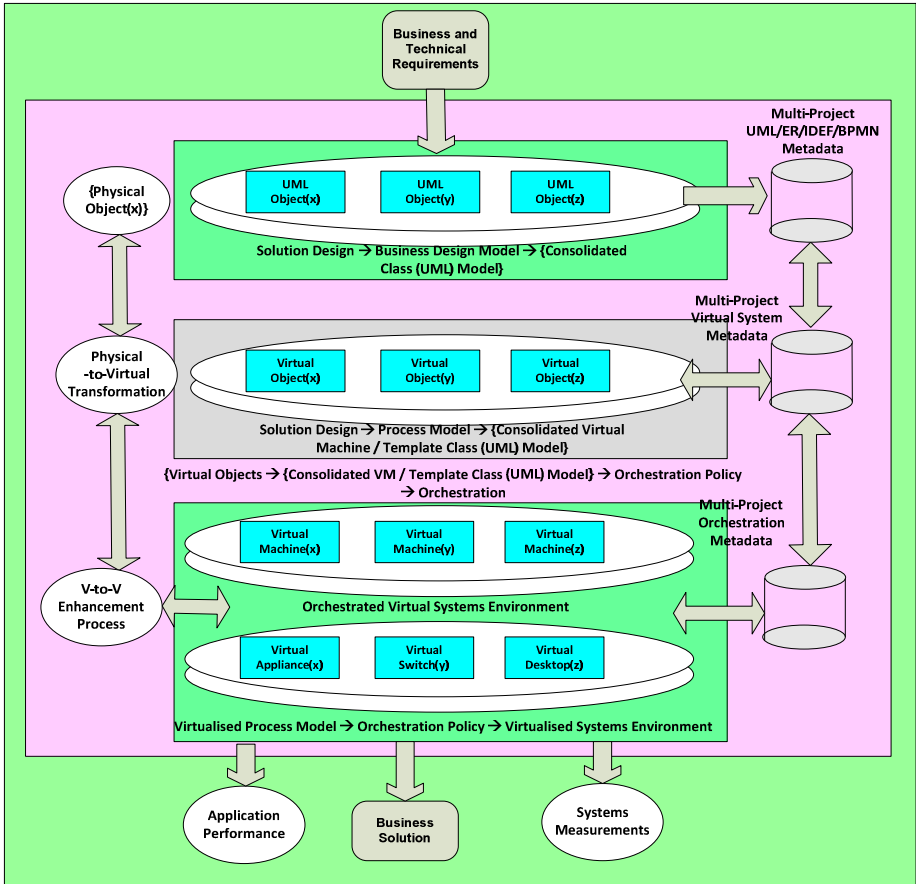 Business and
Technical
Requirements
Multi-Project
UML/ER/IDEF/BPMN
Metadata
{Physical
Object(x)}
UML
Object(x)
UML
Object(y)
UML
Object(z)
Solution Design → Business Design Model → {Consolidated
Class (UML) Model}
Multi-Project
Virtual System
Metadata
Physical
-to-Virtual
Transformation
Virtual
Object(x)
Virtual
Object(y)
Virtual
Object(z)
Solution Design → Process Model → {Consolidated Virtual
Machine / Template Class (UML) Model}
{Virtual Objects → {Consolidated VM / Template Class (UML) Model} → Orchestration Policy
→ Orchestration
Multi-Project
Orchestration
Metadata
Virtual
Machine(x)
Virtual
Machine(y)
Virtual
Machine(z)
V-to-V
Enhancement
Process
Orchestrated Virtual Systems Environment
Virtual
Appliance(x)
Virtual
Switch(y)
Virtual
Desktop(z)
Virtualised Process Model → Orchestration Policy → Virtualised Systems Environment
Application
Performance
Business
Solution
Systems
Measurements